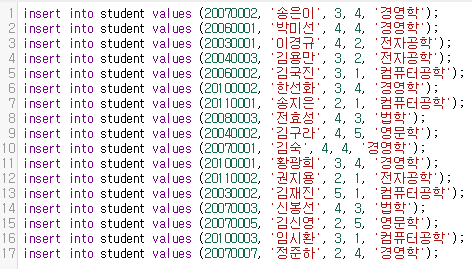 1 insert into student values (20070002, '송은이', 3, 4, '경영학');
2 insert into student values (20060001, '박미선', 4, 4, '경영학');
3 insert into student values (20030001, '이경규', 4, 2, '전자공학');
4 insert into student values (20040003, '김용만', 3, 2, '전자공학');
5 insert into student values (20060002, '김국진', 3, 1, '컴퓨터공학');
6 insert into student values (20100002, '한선화', 3, 4, '경영학');
7 insert into student values (20110001, '송지은', 2, 1, '컴퓨터공학');
8 insert into student values (20080003, '전효성', 4, 3, '법학');
9 insert into student values (20040002, '김구라', 4, 5, '영문학');
10 insert into student values (20070001, '김숙', 4, 4, '경영학');
11 insert into student values (20100001, '황광희', 3, 4, '경영학');
12 insert into student values (20110002, '권지용', 2, 1, '전자공학');
13 insert into student values (20030002, '김재진', 5, 1, '컴퓨터공학');
14 insert into student values (20070003, '신봉선', 4, 3, '법학');
15 insert into student values (20070005, '김신영', 2, 5, '영문학');
16 insert into student values (20100003, '임시환', 3, 1, '컴퓨터공학');
17 insert into student values (20070007, '정준하', 2, 4, '경영학');